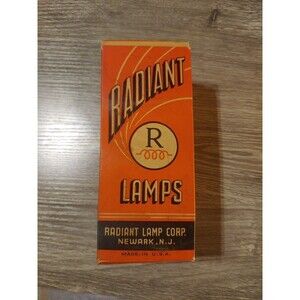 RADIANT
R
LAMPS
RADIANT LAMP CORP.
NEWARK, N.J.
MADE IN U.S.A.